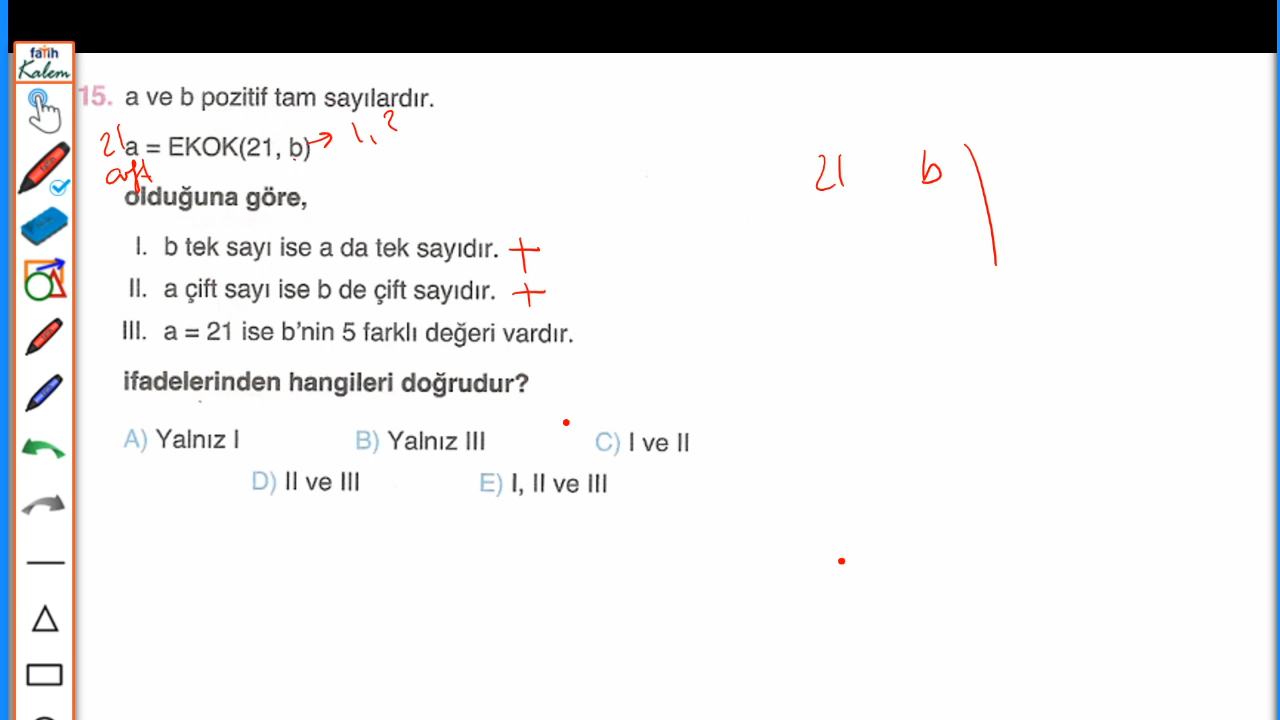 fatih
Kalem
15. a ve b pozitif tam sayılardır.
21
a = EKOK(21, b) → 1, 3
çift
olduğuna göre,
21 b
I. b tek sayı ise a da tek sayıdır. +
II. a çift sayı ise b de çift sayıdır. +
III. a = 21 ise b'nin 5 farklı değeri vardır.
ifadelerinden hangileri doğrudur?
A) Yalnız I B) Yalnız III C) I ve II
D) II ve III E) I, II ve III